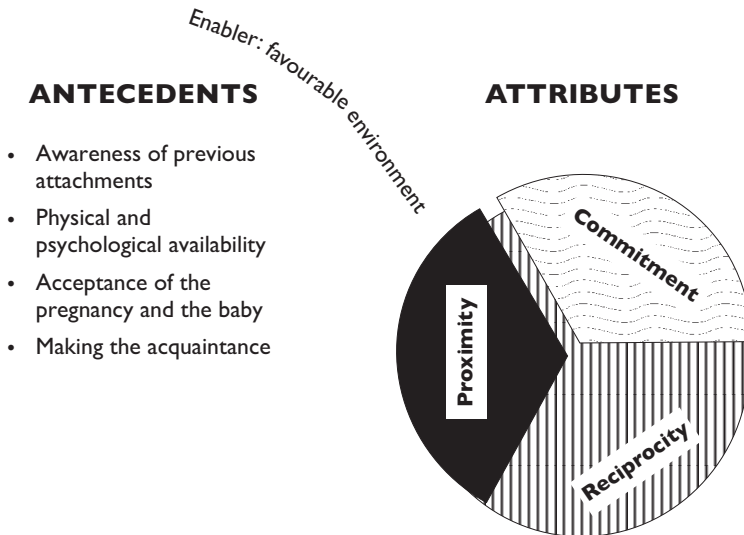 Enabler: favourable environment
ANTECEDENTS
• Awareness of previous
attachments
• Physical and
psychological availability
• Acceptance of the
pregnancy and the baby
• Making the acquaintance
ATTRIBUTES
Commitment
Proximity
Reciprocity